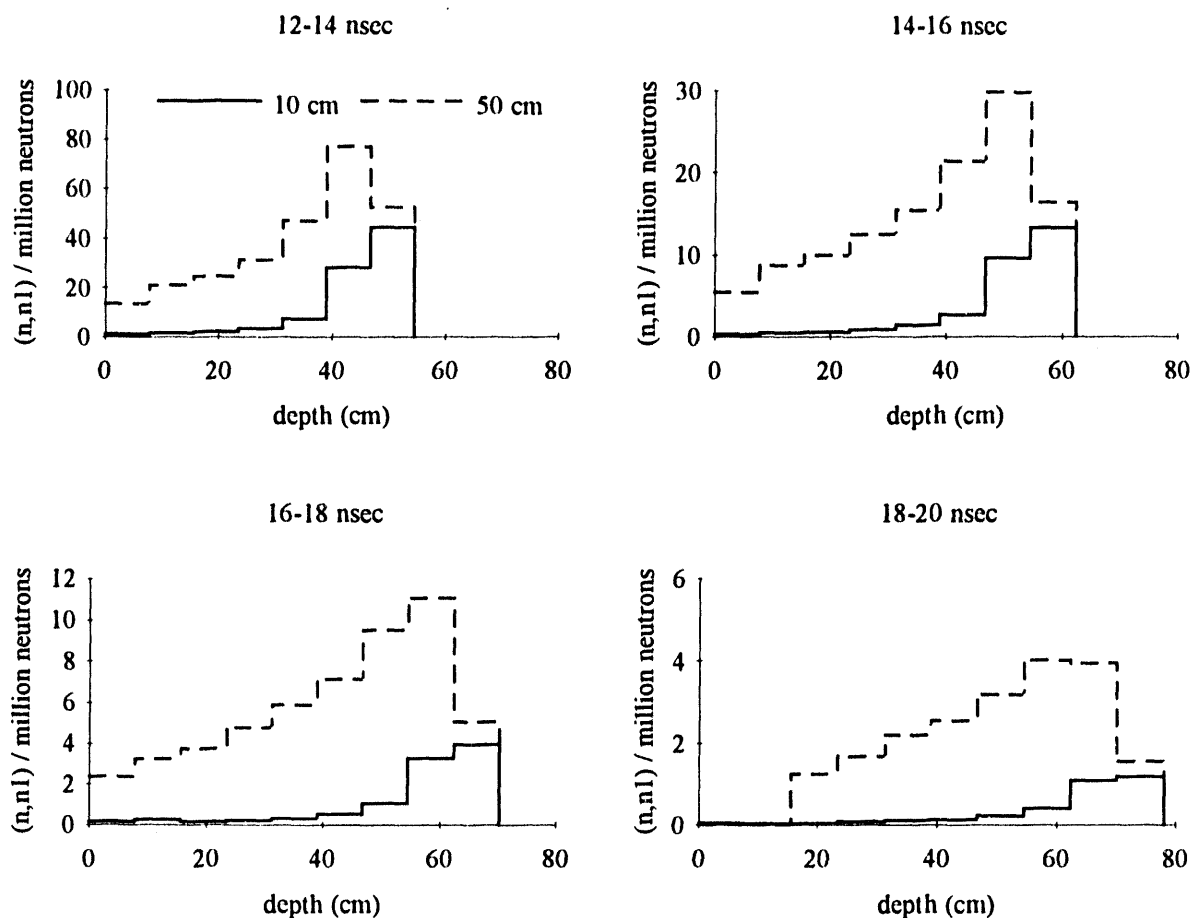 12-14 nsec
(n,n1) / million neutrons
100
80
60
40
20
0
10 cm
50 cm
0 20 40 60 80
depth (cm)
14-16 nsec
(n,n1) / million neutrons
30
20
10
0
0 20 40 60 80
depth (cm)
16-18 nsec
(n,n1) / million neutrons
12
10
8
6
4
2
0
0 20 40 60 80
depth (cm)
18-20 nsec
(n,n1) / million neutrons
6
4
2
0
0 20 40 60 80
depth (cm)